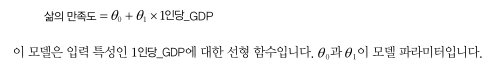 삶의 만족도 = θ₀ + θ₁ × 1인당_GDP
이 모델은 입력 특성인 1인당_GDP에 대한 선형 함수입니다. θ₀과 θ₁이 모델 파라미터입니다.